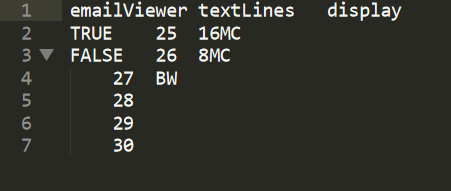 1 emailViewer textLines display
2 TRUE 25 16MC
3 FALSE 26 8MC
4 27 BW
5 28
6 29
7 30